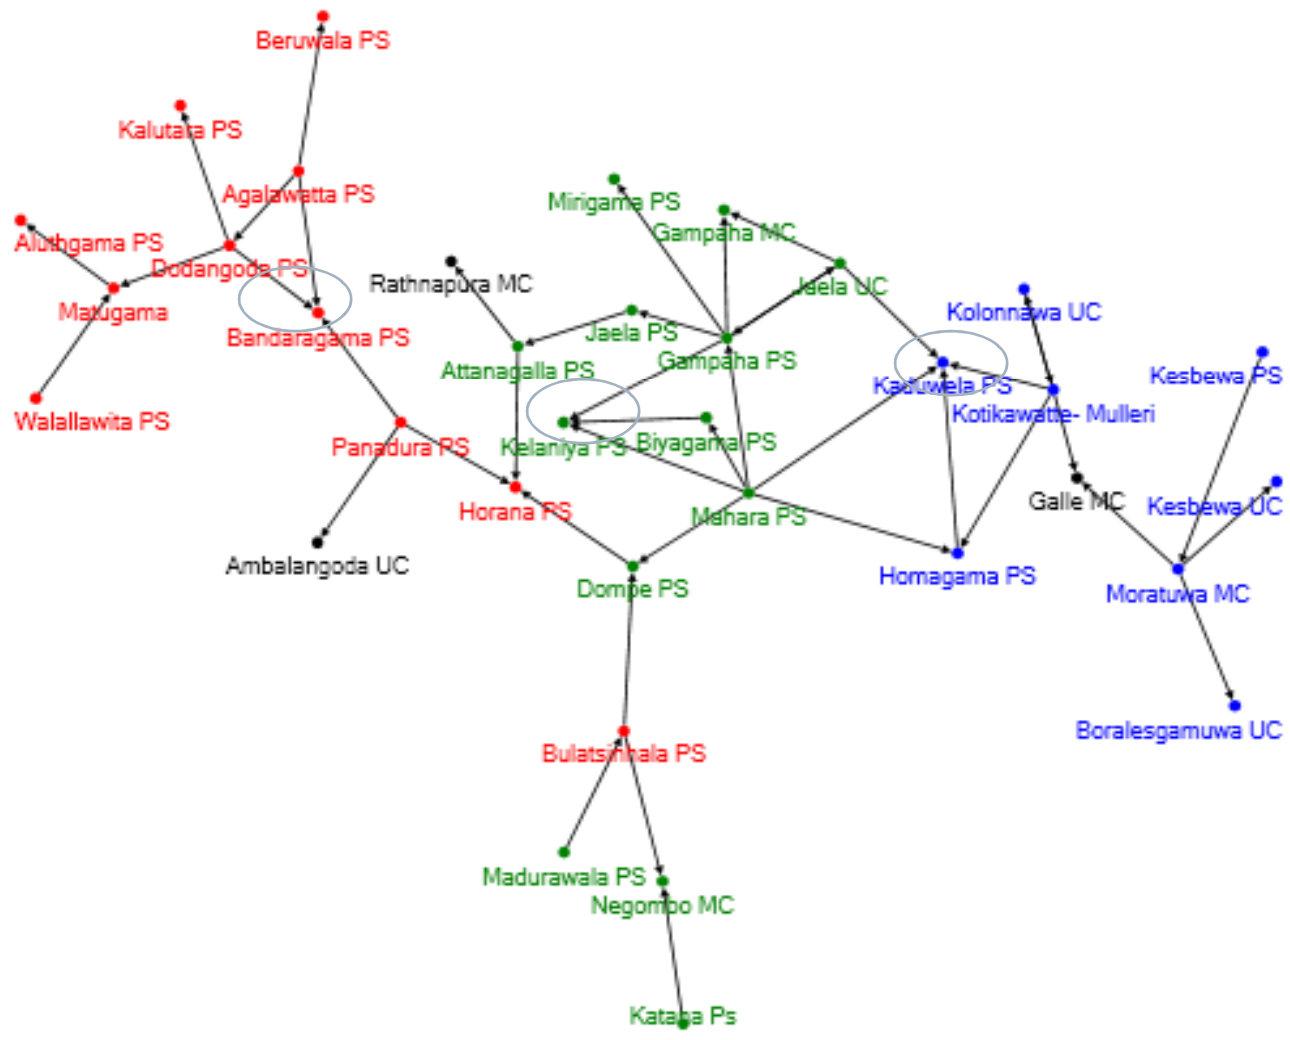 Beruwala PS
Kalutara PS
Agalawatta PS
Mirigama PS
Gampaha MC
Aluthgama PS
Dodangoda PS
Rathnapura MC
Jaela UC
Matugama
Kolonnawa UC
Jaela PS
Bandaragama PS
Gampaha PS
Attanagalla PS
Kaduwela PS
Kesbewa PS
Walallawita PS
Kotikawatte- Mulleri
Biyagama PS
Kelaniya PS
Panadura PS
Galle MC
Kesbewa UC
Horana PS
Mahara PS
Ambalangoda UC
Homagama PS
Dompe PS
Moratuwa MC
Boralesgamuwa UC
Bulatsinhala PS
Madurawala PS
Negombo MC
Katana Ps